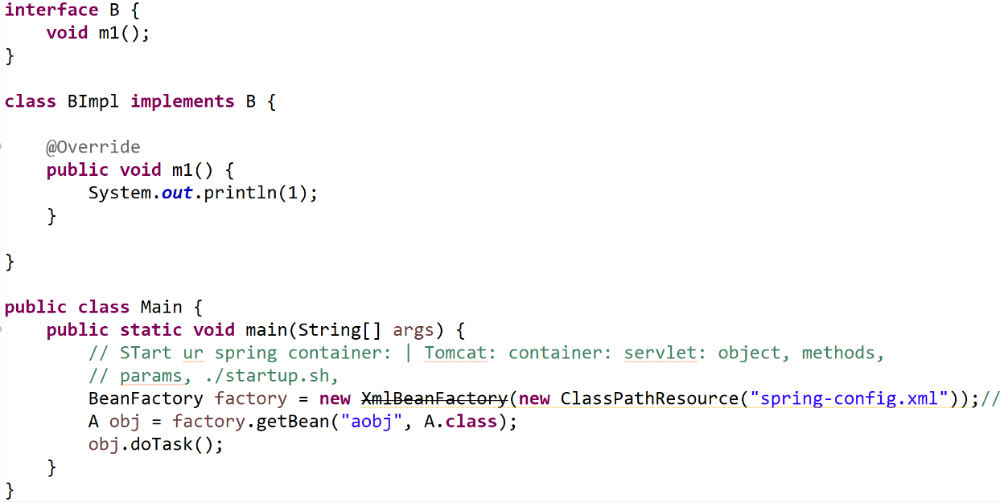 interface B {
    void m1();
}

class BImpl implements B {

    @Override
    public void m1() {
        System.out.println(1);
    }

}

public class Main {
    public static void main(String[] args) {
        // STart ur spring container: | Tomcat: container: servlet: object, methods,
        // params, ./startup.sh,
        BeanFactory factory = new XmlBeanFactory(new ClassPathResource("spring-config.xml"));//
        A obj = factory.getBean("aobj", A.class);
        obj.doTask();
    }
}